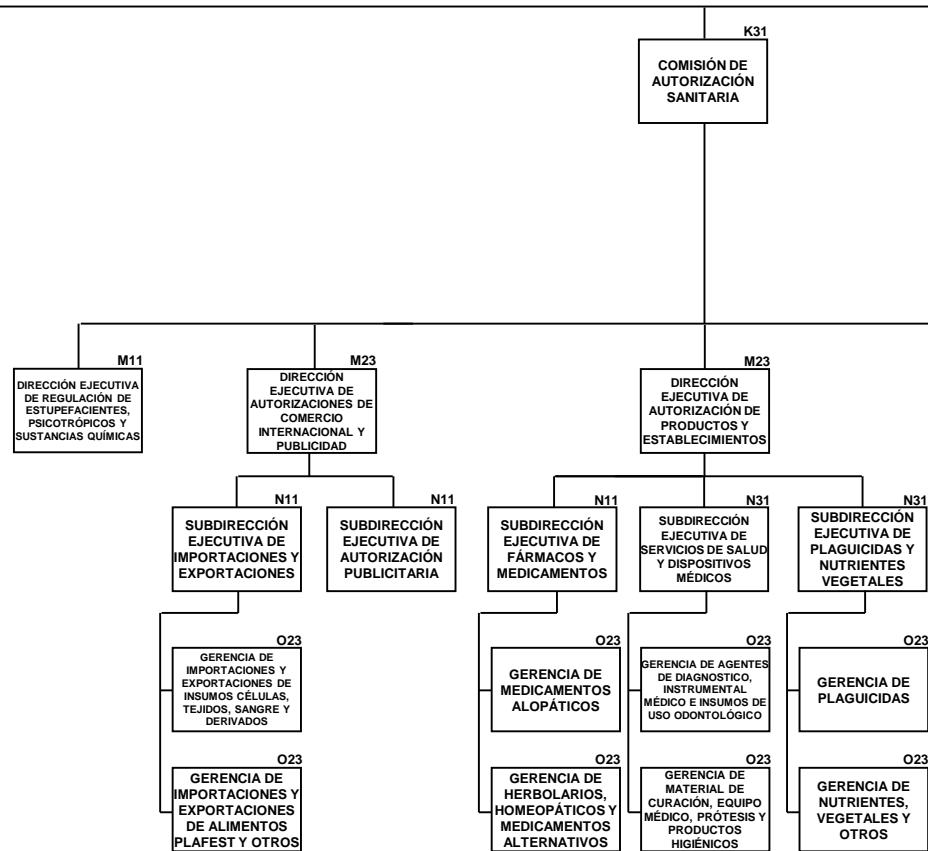 K31
COMISIÓN DE
AUTORIZACIÓN
SANITARIA
M11
DIRECCIÓN EJECUTIVA
DE REGULACIÓN DE
ESTUPEFACIENTES,
PSICOTRÓPICOS Y
SUSTANCIAS QUÍMICAS
M23
DIRECCIÓN
EJECUTIVA DE
AUTORIZACIONES DE
COMERCIO
INTERNACIONAL Y
PUBLICIDAD
M23
DIRECCIÓN
EJECUTIVA DE
AUTORIZACIÓN DE
PRODUCTOS Y
ESTABLECIMIENTOS
N11
SUBDIRECCIÓN
EJECUTIVA DE
IMPORTACIONES Y
EXPORTACIONES
N11
SUBDIRECCIÓN
EJECUTIVA DE
AUTORIZACIÓN
PUBLICITARIA
N11
SUBDIRECCIÓN
EJECUTIVA DE
FÁRMACOS Y
MEDICAMENTOS
N31
SUBDIRECCIÓN
EJECUTIVA DE
SERVICIOS DE SALUD
Y DISPOSITIVOS
MÉDICOS
N31
SUBDIRECCIÓN
EJECUTIVA DE
PLAGUICIDAS Y
NUTRIENTES
VEGETALES
O23
GERENCIA DE
IMPORTACIONES Y
EXPORTACIONES DE
INSUMOS CÉLULAS,
TEJIDOS, SANGRE Y
DERIVADOS
O23
GERENCIA DE
MEDICAMENTOS
ALOPÁTICOS
O23
GERENCIA DE AGENTES
DE DIAGNOSTICO,
INSTRUMENTAL
MÉDICO E INSUMOS DE
USO ODONTOLÓGICO
O23
GERENCIA DE
PLAGUICIDAS
O23
GERENCIA DE
IMPORTACIONES Y
EXPORTACIONES
DE ALIMENTOS
PLAFEST Y OTROS
O23
GERENCIA DE
HERBOLARIOS,
HOMEOPÁTICOS Y
MEDICAMENTOS
ALTERNATIVOS
O23
GERENCIA DE
MATERIAL DE
CURACIÓN, EQUIPO
MÉDICO, PRÓTESIS Y
PRODUCTOS
HIGIÉNICOS
O23
GERENCIA DE
NUTRIENTES,
VEGETALES Y
OTROS